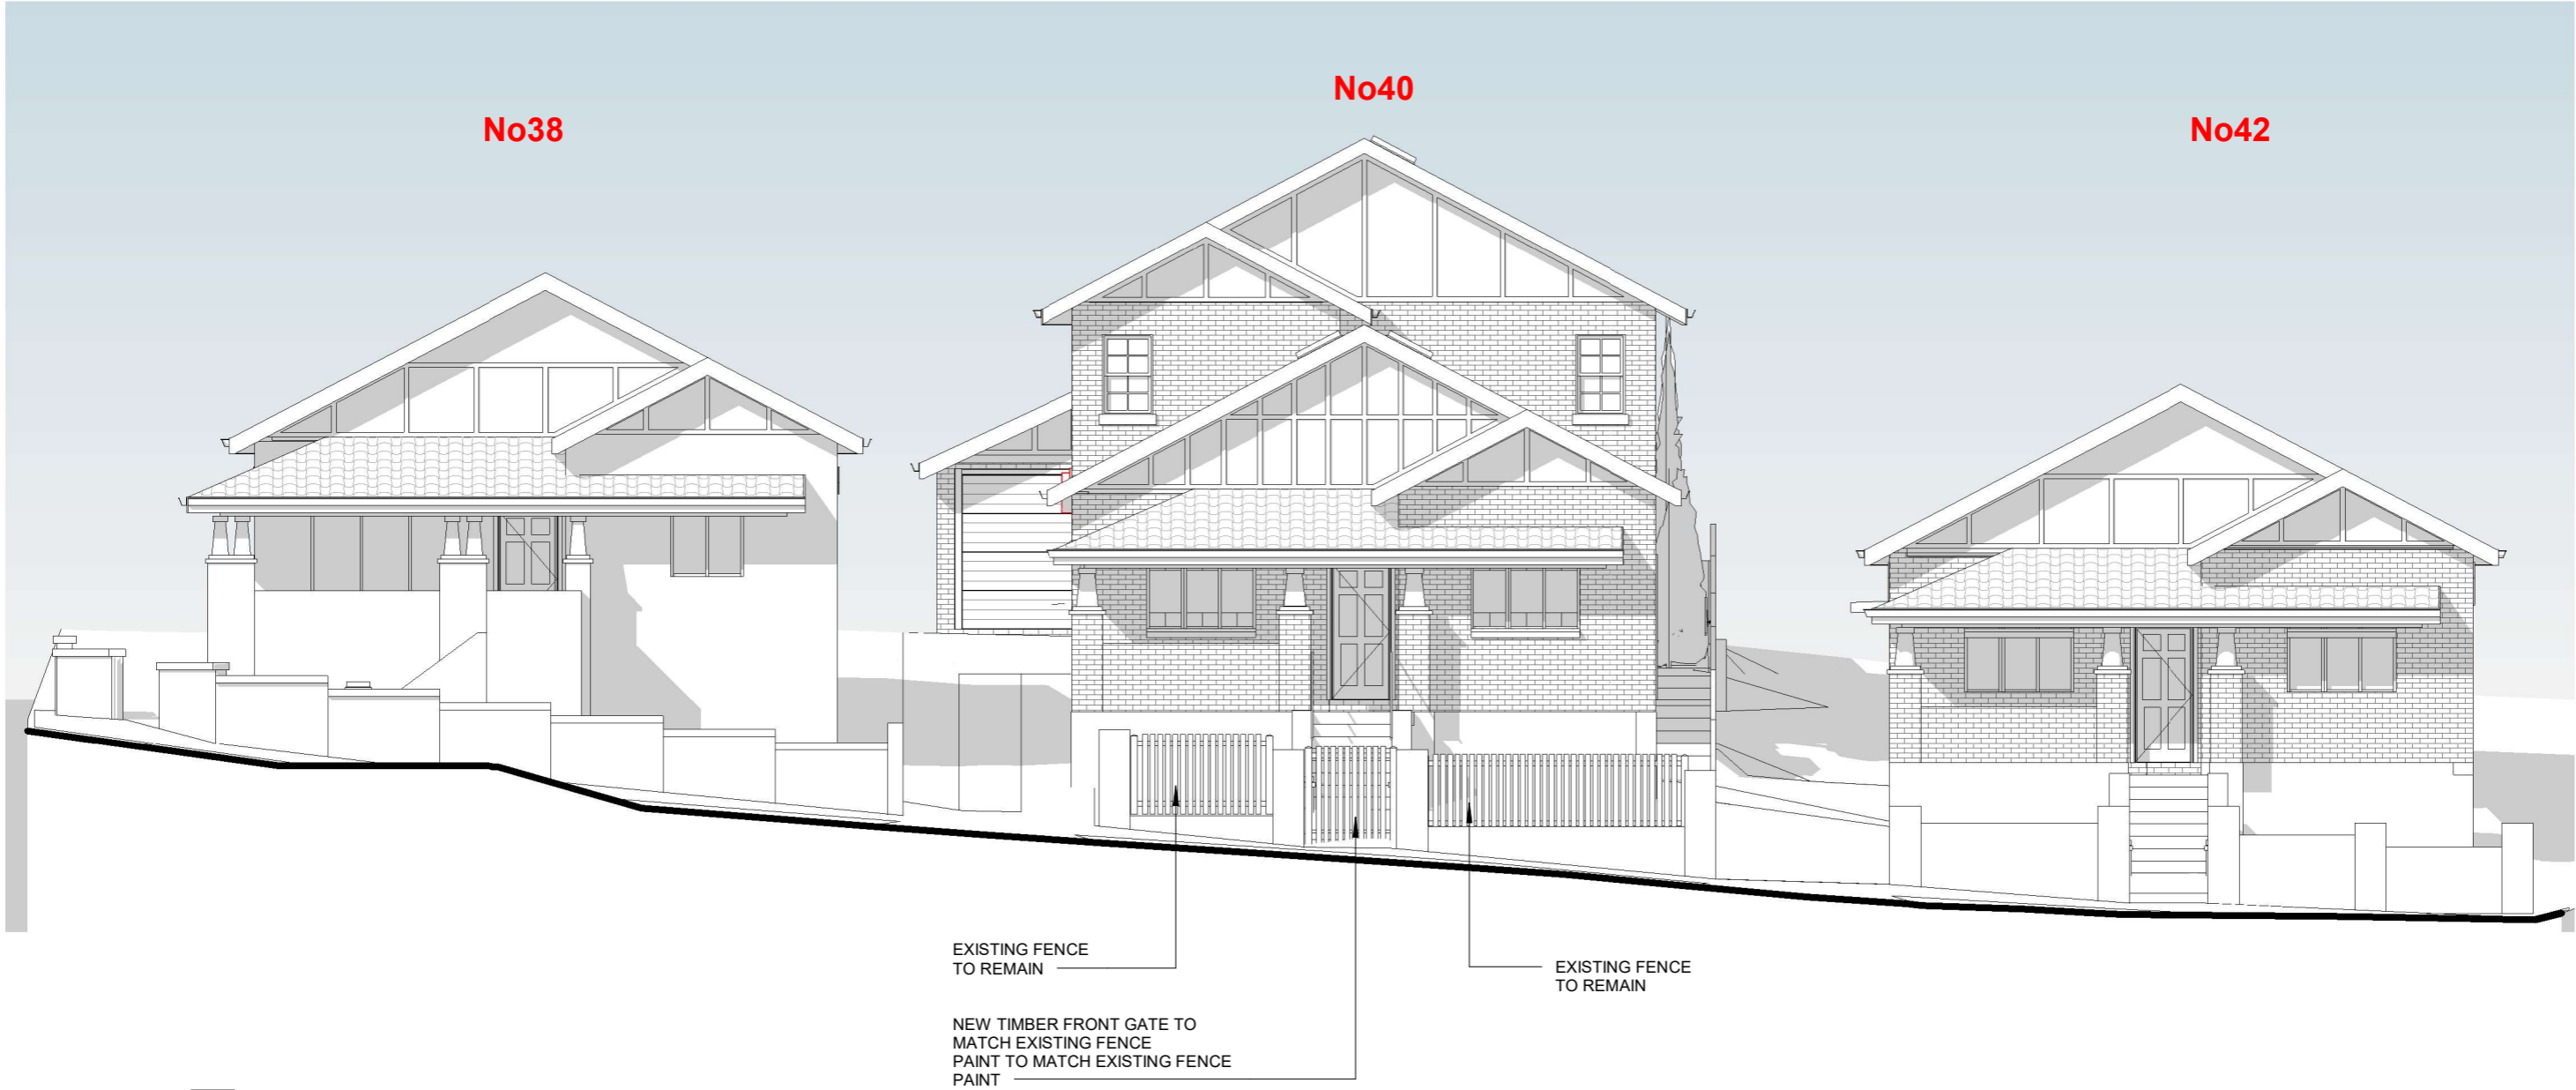 No38
No40
No42
EXISTING FENCE
TO REMAIN
EXISTING FENCE
TO REMAIN
NEW TIMBER FRONT GATE TO
MATCH EXISTING FENCE
PAINT TO MATCH EXISTING FENCE
PAINT